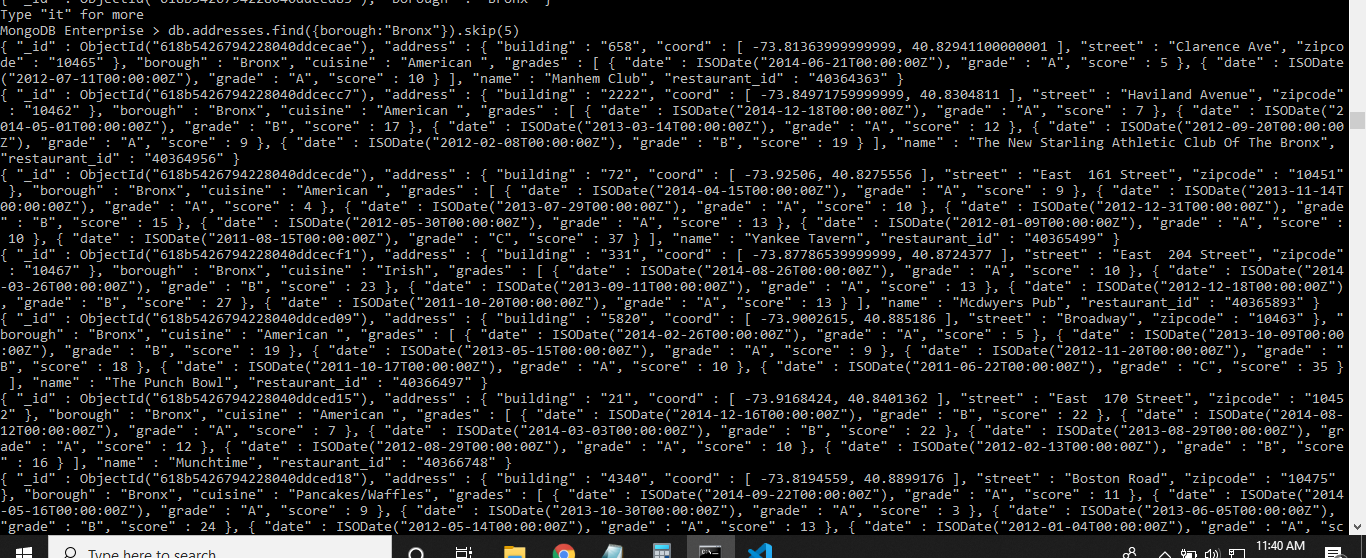 { "_id" : ObjectId("618b5426794228040ddced85"), "borough" : "Bronx" }
Type "it" for more
MongoDB Enterprise > db.addresses.find({borough:"Bronx"}).skip(5)
{ "_id" : ObjectId("618b5426794228040ddcecae"), "address" : { "building" : "658", "coord" : [ -73.81363999999999, 40.82941100000001 ], "street" : "Clarence Ave", "zipco
de" : "10465" }, "borough" : "Bronx", "cuisine" : "American ", "grades" : [ { "date" : ISODate("2014-06-21T00:00:00Z"), "grade" : "A", "score" : 5 }, { "date" : ISODate
("2012-07-11T00:00:00Z"), "grade" : "A", "score" : 10 } ], "name" : "Manhem Club", "restaurant_id" : "40364363" }
{ "_id" : ObjectId("618b5426794228040ddcecc7"), "address" : { "building" : "2222", "coord" : [ -73.84971759999999, 40.8304811 ], "street" : "Haviland Avenue", "zipcode"
 : "10462" }, "borough" : "Bronx", "cuisine" : "American ", "grades" : [ { "date" : ISODate("2014-12-18T00:00:00Z"), "grade" : "A", "score" : 7 }, { "date" : ISODate("2
014-05-01T00:00:00Z"), "grade" : "B", "score" : 17 }, { "date" : ISODate("2013-03-14T00:00:00Z"), "grade" : "A", "score" : 12 }, { "date" : ISODate("2012-09-20T00:00:00
Z"), "grade" : "A", "score" : 9 }, { "date" : ISODate("2012-02-08T00:00:00Z"), "grade" : "B", "score" : 19 } ], "name" : "The New Starling Athletic Club Of The Bronx",
"restaurant_id" : "40364956" }
{ "_id" : ObjectId("618b5426794228040ddcecde"), "address" : { "building" : "72", "coord" : [ -73.92506, 40.8275556 ], "street" : "East  161 Street", "zipcode" : "10451"
 }, "borough" : "Bronx", "cuisine" : "American ", "grades" : [ { "date" : ISODate("2014-04-15T00:00:00Z"), "grade" : "A", "score" : 9 }, { "date" : ISODate("2013-11-14T
00:00:00Z"), "grade" : "A", "score" : 4 }, { "date" : ISODate("2013-07-29T00:00:00Z"), "grade" : "A", "score" : 10 }, { "date" : ISODate("2012-12-31T00:00:00Z"), "grade
" : "B", "score" : 15 }, { "date" : ISODate("2012-05-30T00:00:00Z"), "grade" : "A", "score" : 13 }, { "date" : ISODate("2012-01-09T00:00:00Z"), "grade" : "A", "score" :
 10 }, { "date" : ISODate("2011-08-15T00:00:00Z"), "grade" : "C", "score" : 37 } ], "name" : "Yankee Tavern", "restaurant_id" : "40365499" }
{ "_id" : ObjectId("618b5426794228040ddcecf1"), "address" : { "building" : "331", "coord" : [ -73.87786539999999, 40.8724377 ], "street" : "East  204 Street", "zipcode"
 : "10467" }, "borough" : "Bronx", "cuisine" : "Irish", "grades" : [ { "date" : ISODate("2014-08-26T00:00:00Z"), "grade" : "A", "score" : 10 }, { "date" : ISODate("2014
-03-26T00:00:00Z"), "grade" : "B", "score" : 23 }, { "date" : ISODate("2013-09-11T00:00:00Z"), "grade" : "A", "score" : 13 }, { "date" : ISODate("2012-12-18T00:00:00Z")
, "grade" : "B", "score" : 27 }, { "date" : ISODate("2011-10-20T00:00:00Z"), "grade" : "A", "score" : 13 } ], "name" : "Mcdwyers Pub", "restaurant_id" : "40365893" }
{ "_id" : ObjectId("618b5426794228040ddced09"), "address" : { "building" : "5820", "coord" : [ -73.9002615, 40.885186 ], "street" : "Broadway", "zipcode" : "10463" }, "
borough" : "Bronx", "cuisine" : "American ", "grades" : [ { "date" : ISODate("2014-02-26T00:00:00Z"), "grade" : "A", "score" : 5 }, { "date" : ISODate("2013-10-09T00:00
:00Z"), "grade" : "B", "score" : 19 }, { "date" : ISODate("2013-05-15T00:00:00Z"), "grade" : "A", "score" : 9 }, { "date" : ISODate("2012-11-20T00:00:00Z"), "grade" : "
B", "score" : 18 }, { "date" : ISODate("2011-10-17T00:00:00Z"), "grade" : "A", "score" : 10 }, { "date" : ISODate("2011-06-22T00:00:00Z"), "grade" : "C", "score" : 35 }
 ], "name" : "The Punch Bowl", "restaurant_id" : "40366497" }
{ "_id" : ObjectId("618b5426794228040ddced15"), "address" : { "building" : "21", "coord" : [ -73.9168424, 40.8401362 ], "street" : "East  170 Street", "zipcode" : "1045
2" }, "borough" : "Bronx", "cuisine" : "American ", "grades" : [ { "date" : ISODate("2014-12-16T00:00:00Z"), "grade" : "B", "score" : 22 }, { "date" : ISODate("2014-08-
12T00:00:00Z"), "grade" : "A", "score" : 7 }, { "date" : ISODate("2014-03-03T00:00:00Z"), "grade" : "B", "score" : 22 }, { "date" : ISODate("2013-08-29T00:00:00Z"), "gr
ade" : "A", "score" : 12 }, { "date" : ISODate("2012-08-29T00:00:00Z"), "grade" : "A", "score" : 10 }, { "date" : ISODate("2012-02-13T00:00:00Z"), "grade" : "B", "score
" : 16 } ], "name" : "Munchtime", "restaurant_id" : "40366748" }
{ "_id" : ObjectId("618b5426794228040ddced18"), "address" : { "building" : "4340", "coord" : [ -73.8194559, 40.8899176 ], "street" : "Boston Road", "zipcode" : "10475"
}, "borough" : "Bronx", "cuisine" : "Pancakes/Waffles", "grades" : [ { "date" : ISODate("2014-09-22T00:00:00Z"), "grade" : "A", "score" : 11 }, { "date" : ISODate("2014
-05-16T00:00:00Z"), "grade" : "A", "score" : 9 }, { "date" : ISODate("2013-10-30T00:00:00Z"), "grade" : "A", "score" : 3 }, { "date" : ISODate("2013-06-05T00:00:00Z"),
"grade" : "B", "score" : 24 }, { "date" : ISODate("2012-05-14T00:00:00Z"), "grade" : "A", "score" : 13 }, { "date" : ISODate("2012-01-04T00:00:00Z"), "grade" : "A", "sc
Type here to search
11:40 AM